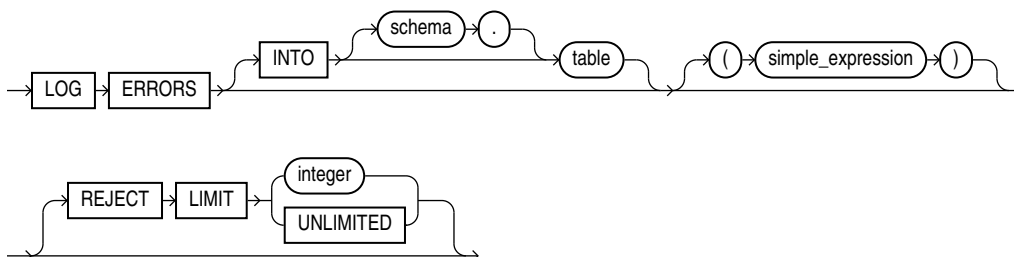 schema .
INTO table ( simple_expression )
LOG ERRORS
integer
REJECT LIMIT
UNLIMITED